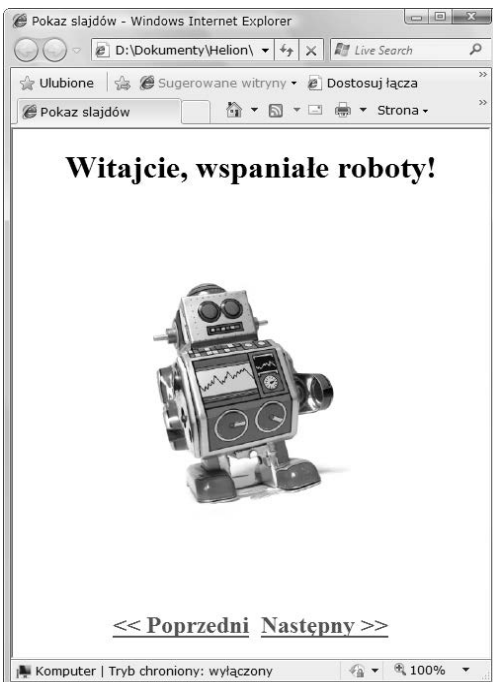 Pokaz slajdów - Windows Internet Explorer
D:\Dokumenty\Helion\ Live Search
Ulubione Sugerowane witryny Dostosuj łącza »
Pokaz slajdów Strona »
Witajcie, wspaniałe roboty!
<< Poprzedni Następny >>
Komputer | Tryb chroniony: wyłączony 100%